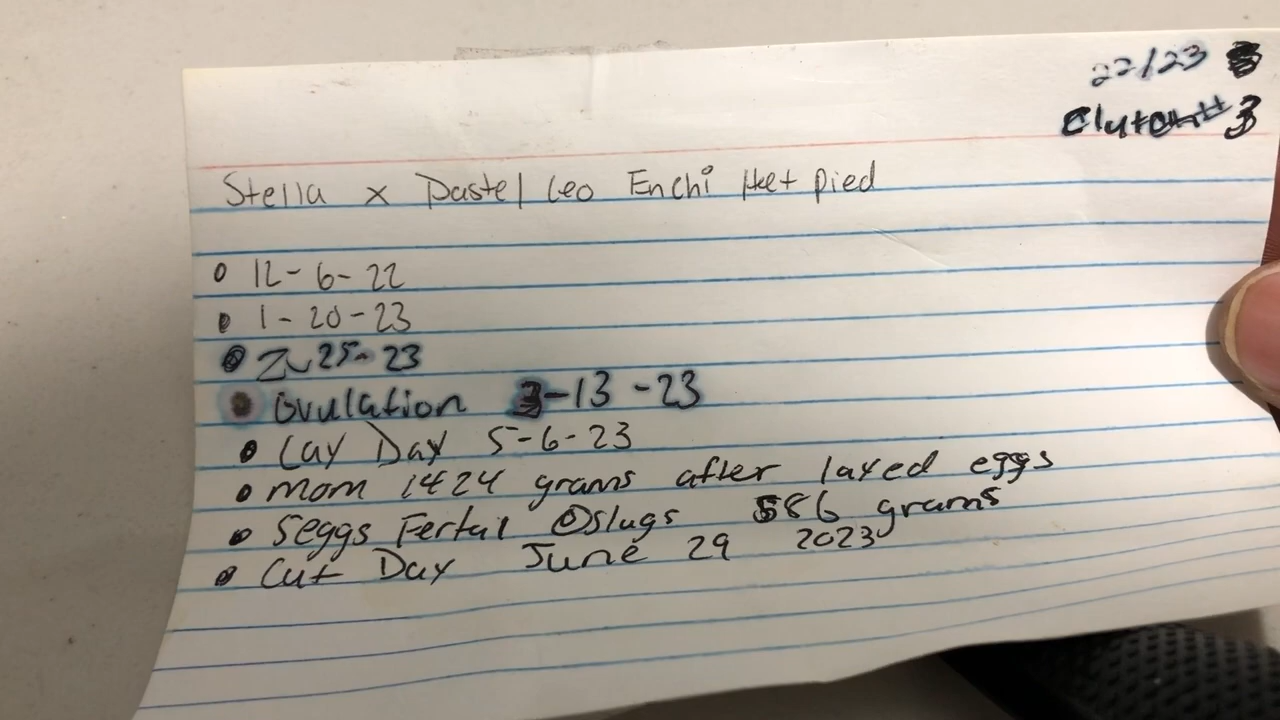 22/23
Clutch# 3
Stella x Pastel Leo Enchi Het Pied
12-6-22
1-20-23
2-25-23
Ovulation 3-13-23
Lay Day 5-6-23
mom 1424 grams after layed eggs
5eggs Fertail 0slugs 586 grams
Cut Day June 29 2023